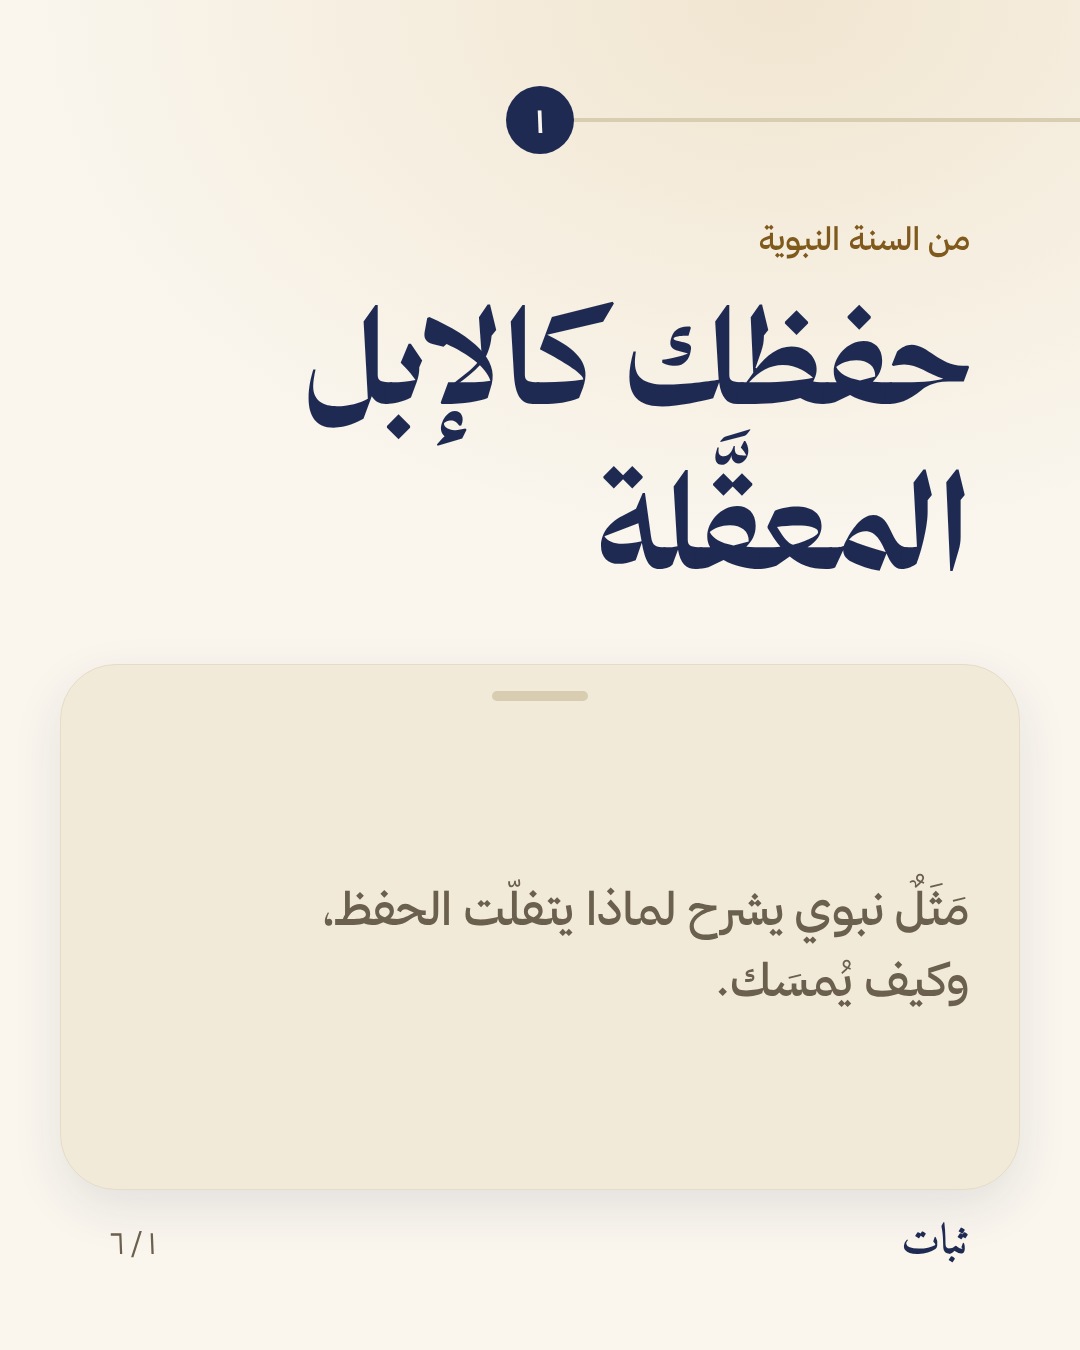 ١
من السنة النبوية
حفظك كالإبل
المعقَّلة
مَثَلٌ نبوي يشرح لماذا يتفلّت الحفظ،
وكيف يُمسَك.
ثبات
١ / ٦